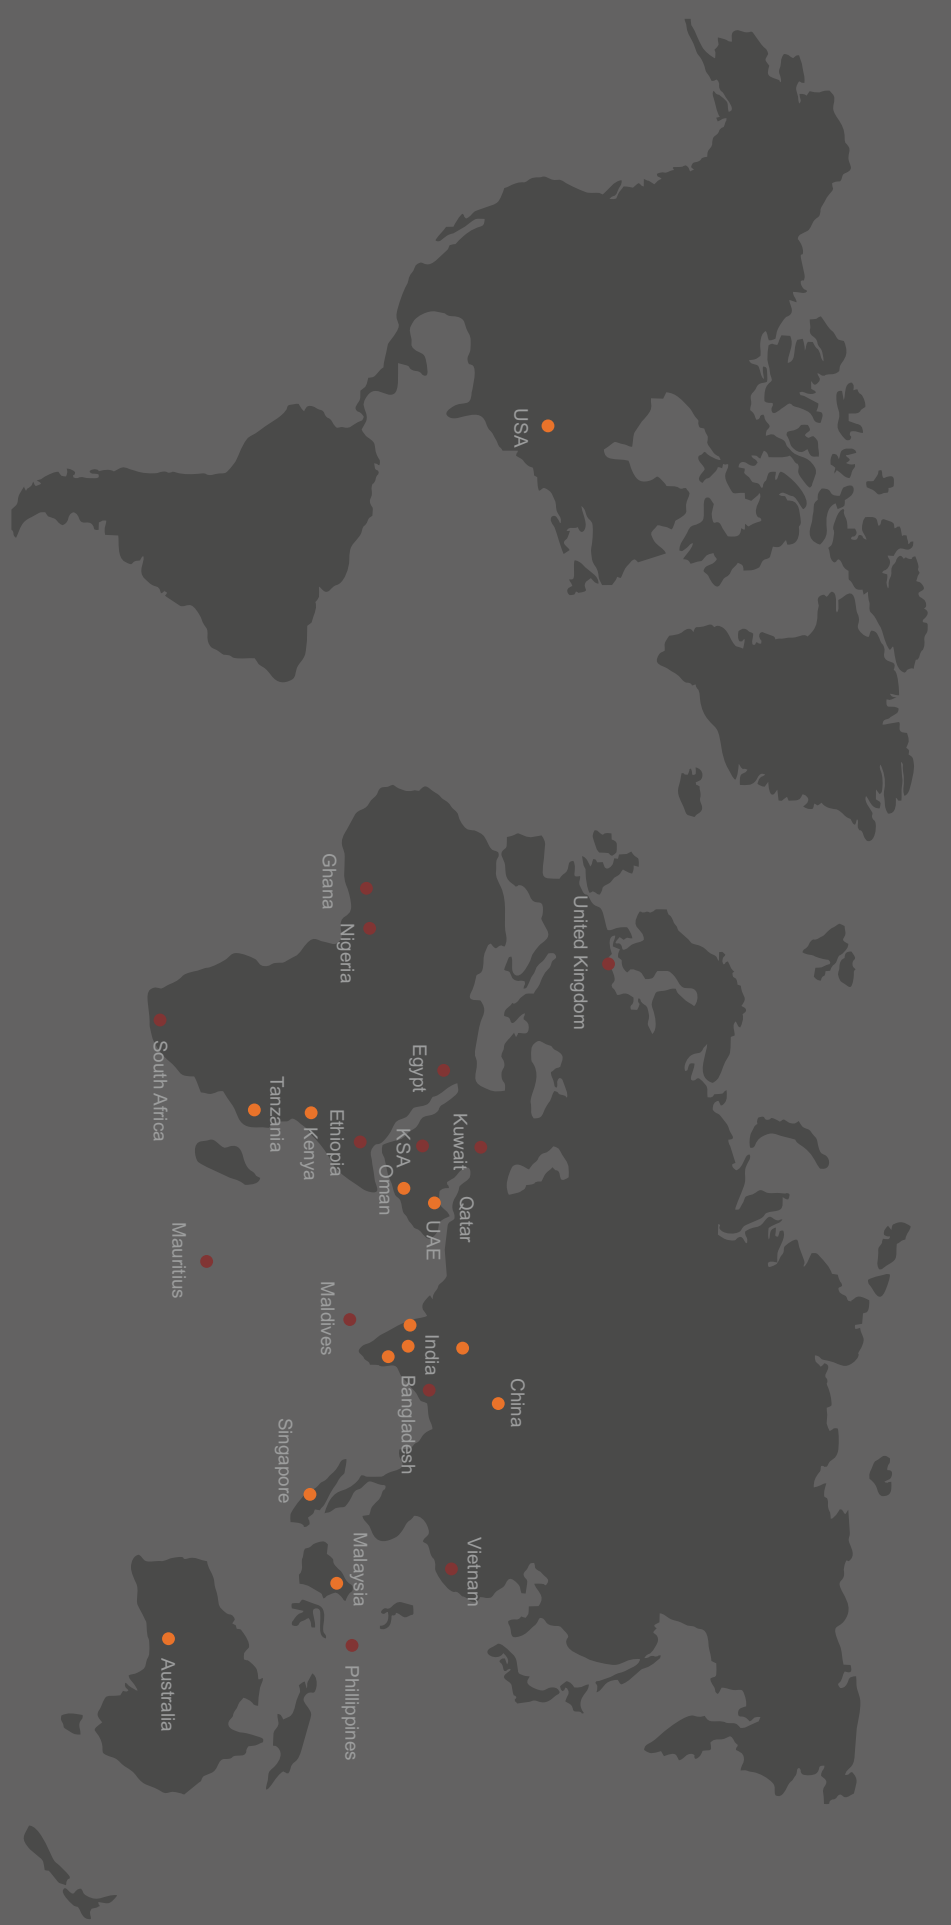 USA
United Kingdom
Ghana
Nigeria
Egypt
Kuwait
KSA
Qatar
UAE
Oman
Ethiopia
Kenya
Tanzania
South Africa
Mauritius
Maldives
India
China
Bangladesh
Singapore
Malaysia
Vietnam
Phillippines
Australia